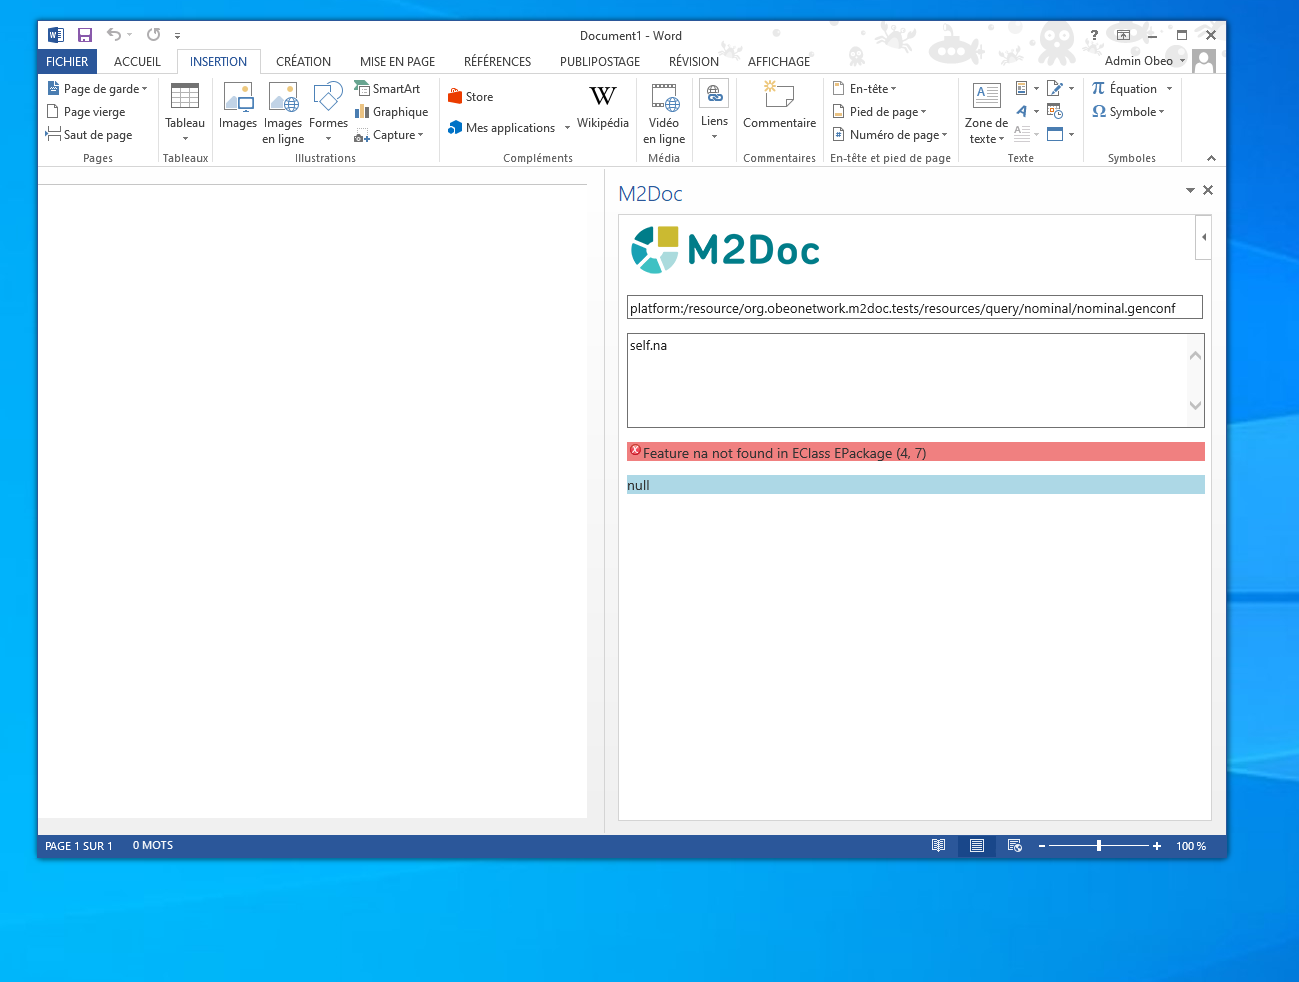 Document1 - Word
?
FICHIER ACCUEIL INSERTION CRÉATION MISE EN PAGE RÉFÉRENCES PUBLIPOSTAGE RÉVISION AFFICHAGE Admin Obeo
Page de garde
Page vierge
Saut de page
Pages
Tableau
Tableaux
Images
Images
en ligne
Formes
SmartArt
Graphique
Capture
Illustrations
Store
Mes applications
W
Wikipédia
Compléments
Vidéo
en ligne
Média
Liens
Commentaire
Commentaires
En-tête
Pied de page
Numéro de page
En-tête et pied de page
Zone de
texte
Texte
π Équation
Ω Symbole
Symboles
M2Doc
M2Doc
platform:/resource/org.obeonetwork.m2doc.tests/resources/query/nominal/nominal.genconf
self.na
Feature na not found in EClass EPackage (4, 7)
null
PAGE 1 SUR 1 0 MOTS
100 %